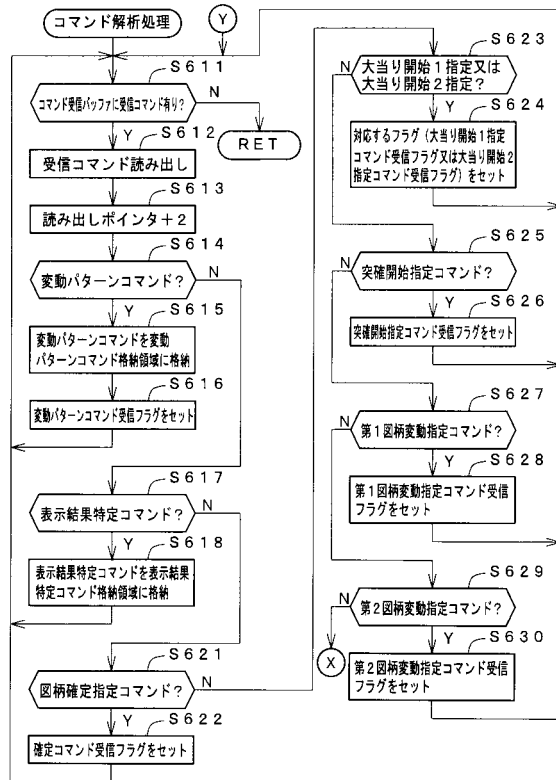 コマンド解析処理
Y
S611
コマンド受信バッファに受信コマンド有り?
N
Y
RET
S612
受信コマンド読み出し
S613
読み出しポインタ+2
S614
変動パターンコマンド?
N
Y
S615
変動パターンコマンドを変動
パターンコマンド格納領域に格納
S616
変動パターンコマンド受信フラグをセット
S617
表示結果特定コマンド?
N
Y
S618
表示結果特定コマンドを表示結果
特定コマンド格納領域に格納
S621
図柄確定指定コマンド?
N
Y
S622
確定コマンド受信フラグをセット
S623
大当り開始1指定又は
大当り開始2指定?
N
Y
S624
対応するフラグ(大当り開始1指定
コマンド受信フラグ又は大当り開始2
指定コマンド受信フラグ)をセット
S625
突確開始指定コマンド?
N
Y
S626
突確開始指定コマンド受信フラグをセット
S627
第1図柄変動指定コマンド?
N
Y
S628
第1図柄変動指定コマンド受信
フラグをセット
S629
第2図柄変動指定コマンド?
N
Y
X
S630
第2図柄変動指定コマンド受信
フラグをセット